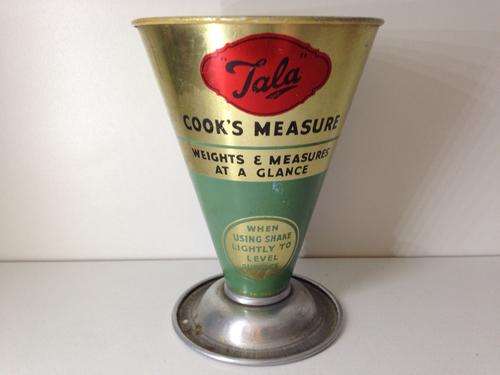 "Tala"
COOK'S MEASURE
WEIGHTS & MEASURES
AT A GLANCE
WHEN
USING SHAKE
LIGHTLY TO
LEVEL